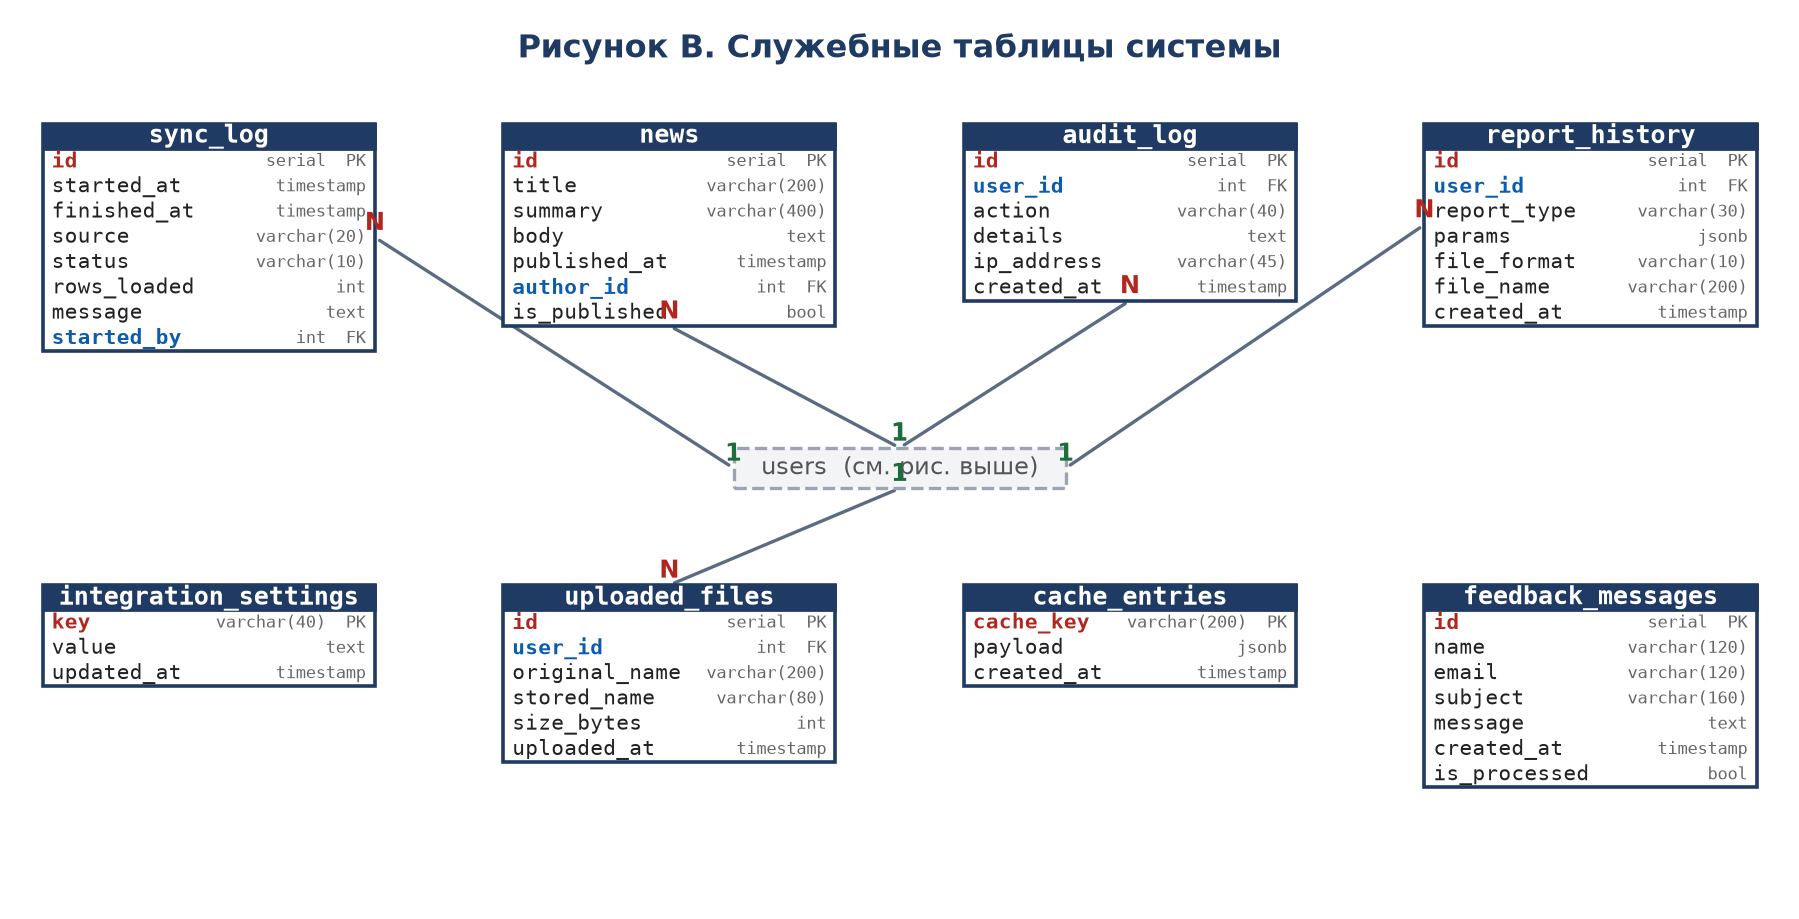 Рисунок В. Служебные таблицы системы
sync_log
id serial PK
started_at timestamp
finished_at timestamp
source varchar(20)
status varchar(10)
rows_loaded int
message text
started_by int FK
N
news
id serial PK
title varchar(200)
summary varchar(400)
body text
published_at timestamp
author_id int FK
is_published bool
N
audit_log
id serial PK
user_id int FK
action varchar(40)
details text
ip_address varchar(45)
created_at timestamp
N
report_history
id serial PK
user_id int FK
report_type varchar(30)
params jsonb
file_format varchar(10)
file_name varchar(200)
created_at timestamp
N
1
1
1
users (см. рис. выше)
1
N
integration_settings
key varchar(40) PK
value text
updated_at timestamp
uploaded_files
id serial PK
user_id int FK
original_name varchar(200)
stored_name varchar(80)
size_bytes int
uploaded_at timestamp
cache_entries
cache_key varchar(200) PK
payload jsonb
created_at timestamp
feedback_messages
id serial PK
name varchar(120)
email varchar(120)
subject varchar(160)
message text
created_at timestamp
is_processed bool